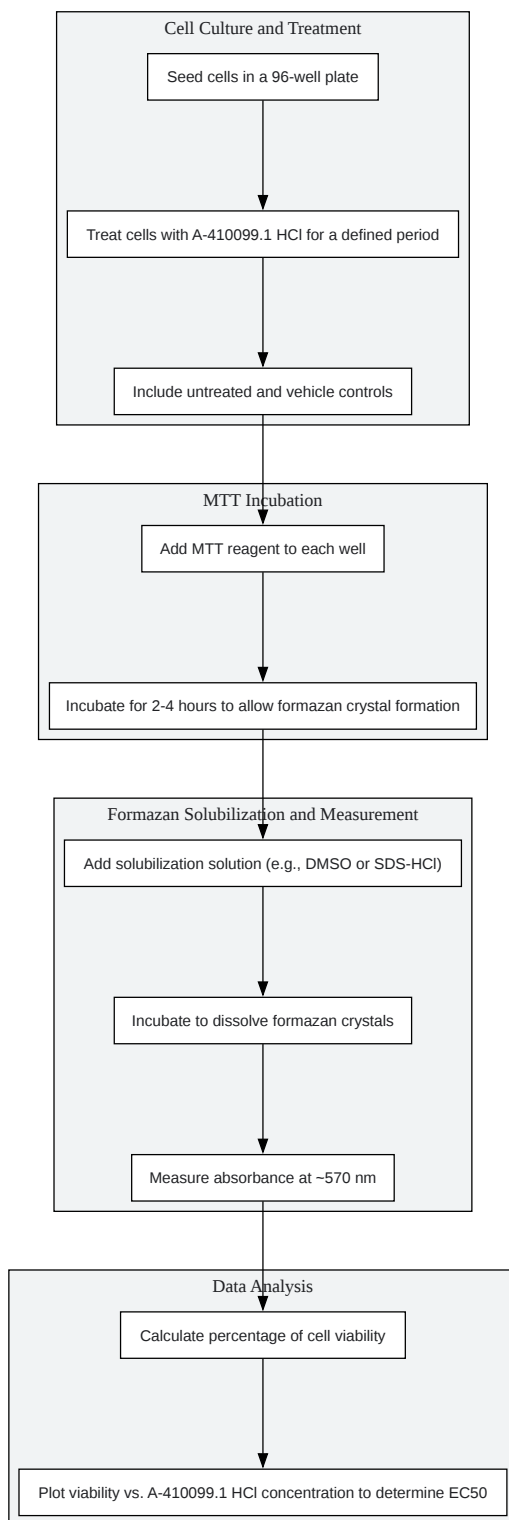 Cell Culture and Treatment
Seed cells in a 96-well plate
Treat cells with A-410099.1 HCl for a defined period
Include untreated and vehicle controls
MTT Incubation
Add MTT reagent to each well
Incubate for 2-4 hours to allow formazan crystal formation
Formazan Solubilization and Measurement
Add solubilization solution (e.g., DMSO or SDS-HCl)
Incubate to dissolve formazan crystals
Measure absorbance at ~570 nm
Data Analysis
Calculate percentage of cell viability
Plot viability vs. A-410099.1 HCl concentration to determine EC50